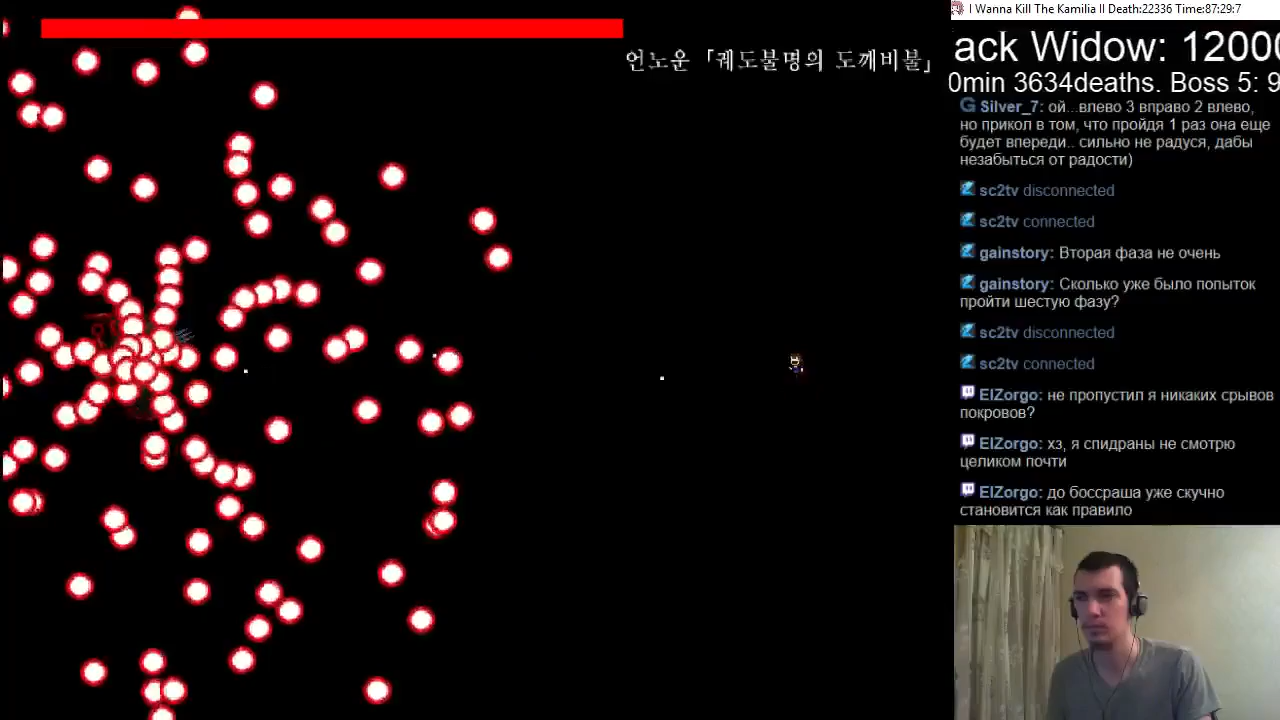 I Wanna Kill The Kamilia II Death:22336 Time:87:29:7
ack Widow: 1200
0min 3634deaths. Boss 5: 9
언노운「궤도불명의 도깨비불」
Silver_7: ой...влево 3 вправо 2 влево,
но прикол в том, что пройдя 1 раз она еще
будет впереди.. сильно не радуся, дабы
незабыться от радости)
sc2tv disconnected
sc2tv connected
gainstory: Вторая фаза не очень
gainstory: Сколько уже было попыток
пройти шестую фазу?
sc2tv disconnected
sc2tv connected
ElZorgo: не пропустил я никаких срывов
покровов?
ElZorgo: хз, я спидраны не смотрю
целиком почти
ElZorgo: до боссраша уже скучно
становится как правило